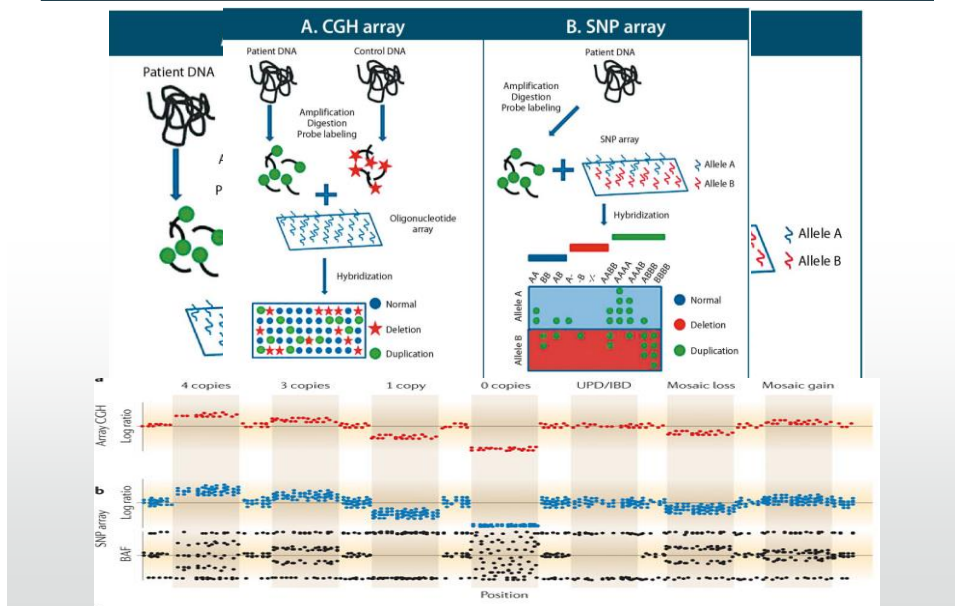 A. CGH array
B. SNP array
Patient DNA
Patient DNA
Control DNA
Amplification
Digestion
Probe labeling
Oligonucleotide
array
Hybridization
Normal
Deletion
Duplication
Patient DNA
Amplification
Digestion
Probe labeling
SNP array
Allele A
Allele B
Hybridization
AA
BB
AB
A-
-B
-/-
AABB
AAAA
AAAB
ABBB
BBBB
Allele A
Allele B
Normal
Deletion
Duplication
Allele A
Allele B
a
4 copies
3 copies
1 copy
0 copies
UPD/IBD
Mosaic loss
Mosaic gain
Array CGH
Log ratio
b
SNP array
Log ratio
BAF
Position